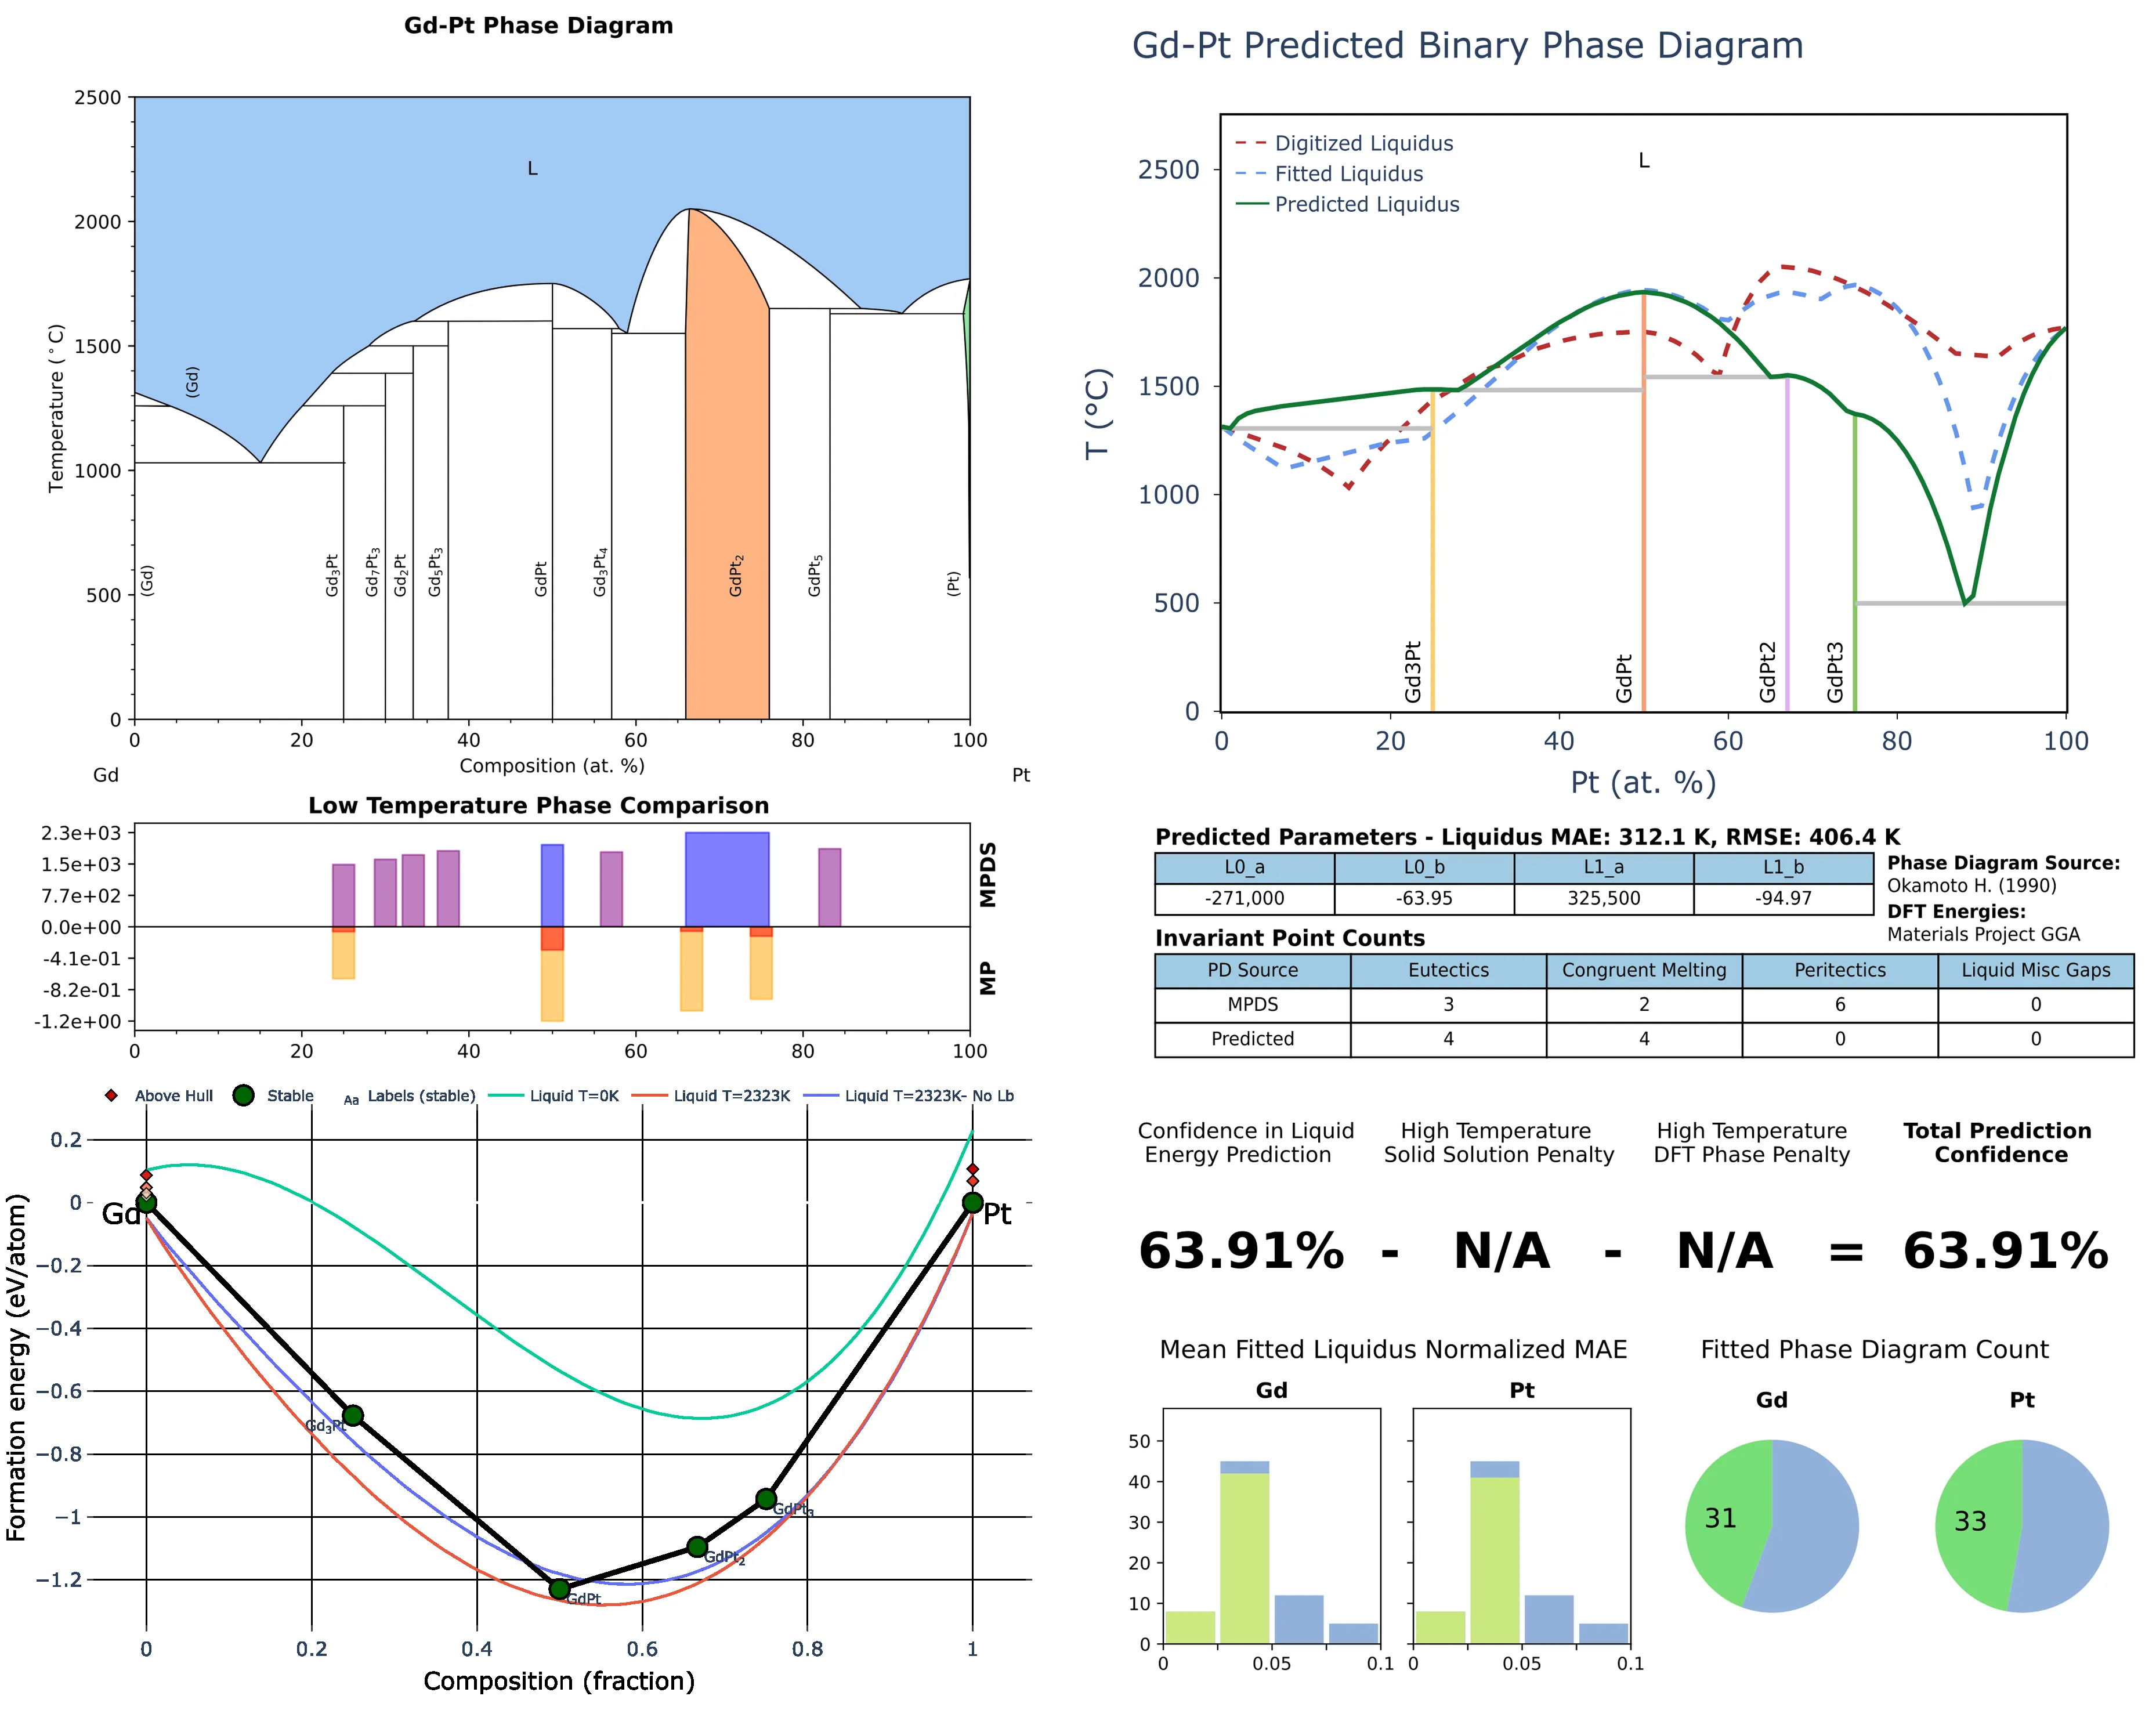 Gd-Pt Phase Diagram
2500
2000
1500
1000
500
0
Temperature (°C)
L
(Gd)
(Gd)
Gd3Pt
Gd7Pt3
Gd2Pt
Gd5Pt3
GdPt
Gd3Pt4
GdPt2
GdPt5
(Pt)
0 20 40 60 80 100
Composition (at. %)
Gd Pt
Low Temperature Phase Comparison
2.3e+03
1.5e+03
7.7e+02
0.0e+00
-4.1e-01
-8.2e-01
-1.2e+00
MPDS
MP
0 20 40 60 80 100
Above Hull Stable Aa Labels (stable) Liquid T=0K Liquid T=2323K Liquid T=2323K- No Lb
0.2
0
−0.2
−0.4
−0.6
−0.8
−1
−1.2
Formation energy (eV/atom)
Gd
Pt
Gd3Pt
GdPt
GdPt2
GdPt3
0 0.2 0.4 0.6 0.8 1
Composition (fraction)
Gd-Pt Predicted Binary Phase Diagram
Digitized Liquidus
Fitted Liquidus
Predicted Liquidus
L
2500
2000
1500
1000
500
0
T (°C)
Gd3Pt
GdPt
GdPt2
GdPt3
0 20 40 60 80 100
Pt (at. %)
Predicted Parameters - Liquidus MAE: 312.1 K, RMSE: 406.4 K
L0_a L0_b L1_a L1_b
-271,000 -63.95 325,500 -94.97
Phase Diagram Source:
Okamoto H. (1990)
DFT Energies:
Materials Project GGA
Invariant Point Counts
PD Source Eutectics Congruent Melting Peritectics Liquid Misc Gaps
MPDS 3 2 6 0
Predicted 4 4 0 0
Confidence in Liquid
Energy Prediction
High Temperature
Solid Solution Penalty
High Temperature
DFT Phase Penalty
Total Prediction
Confidence
63.91% - N/A - N/A = 63.91%
Mean Fitted Liquidus Normalized MAE
Gd
Pt
50
40
30
20
10
0
0 0.05 0.1
0 0.05 0.1
Fitted Phase Diagram Count
Gd
Pt
31
33